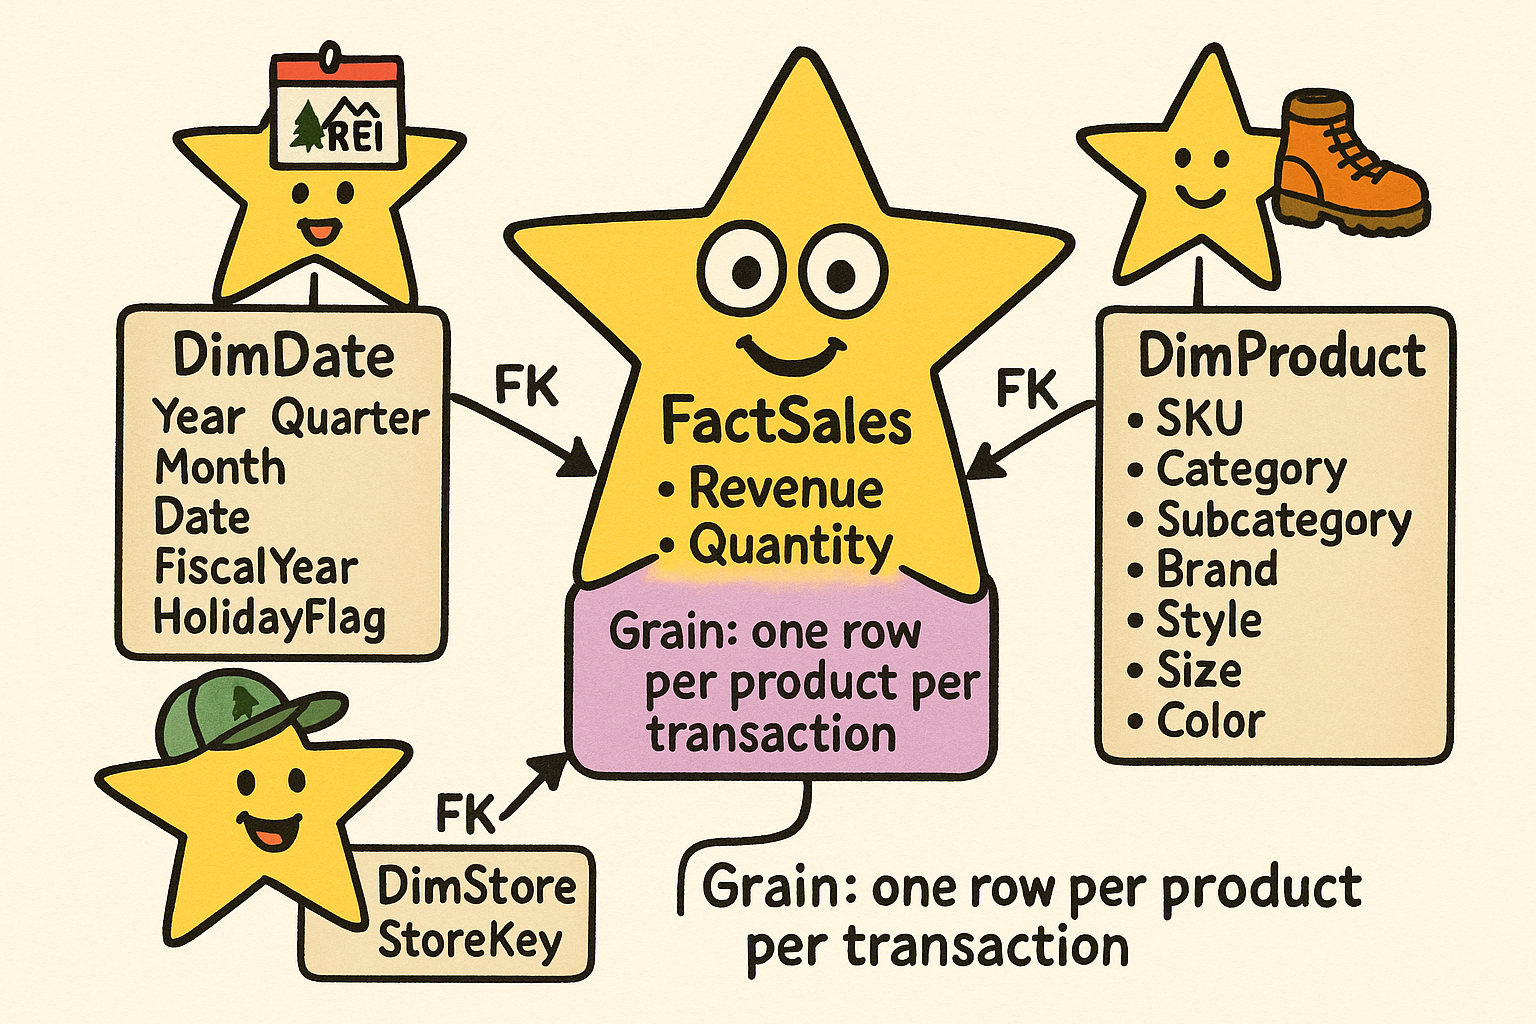 REI
DimDate
Year Quarter
Month
Date
FiscalYear
HolidayFlag
FK
FactSales
• Revenue
• Quantity
Grain: one row
per product per
transaction
FK
DimProduct
• SKU
• Category
• Subcategory
• Brand
• Style
• Size
• Color
FK
DimStore
StoreKey
Grain: one row per product
per transaction